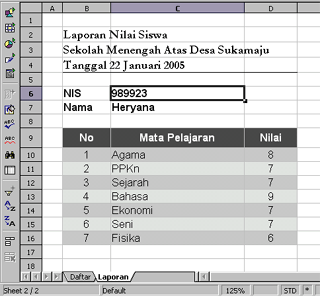 B C D
1
2 Laporan Nilai Siswa
3 Sekolah Menengah Atas Desa Sukamaju
4 Tanggal 22 Januari 2005
5
6 NIS 989923
7 Nama Heryana
8
9 No Mata Pelajaran Nilai
10 1 Agama 8
11 2 PPKn 7
12 3 Sejarah 7
13 4 Bahasa 9
14 5 Ekonomi 7
15 6 Seni 7
16 7 Fisika 6
17
18
Daftar Laporan
Sheet 2 / 2 Default 125% STD *